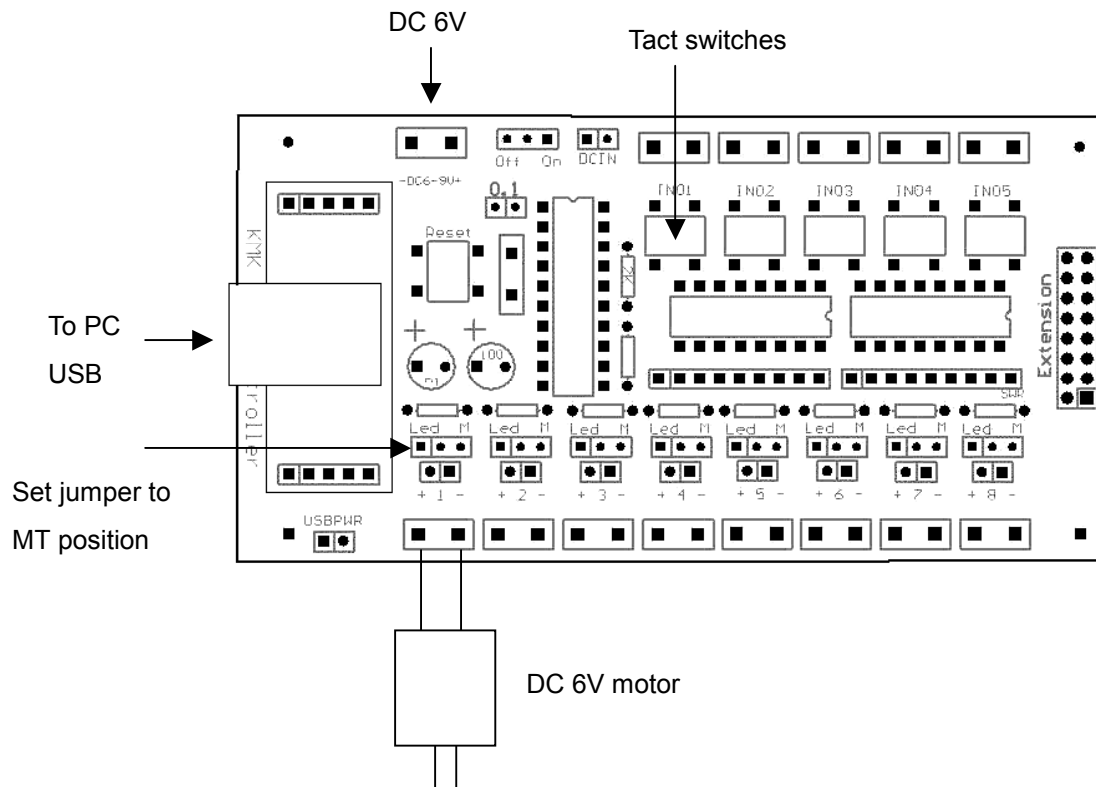 DC 6V
Tact switches
Off On
DCIN
-DC6-9V+
0.1
IN01 IN02 IN03 IN04 IN05
Reset
KMK
2K
Extension
To PC
USB
100
SWR
Led M Led M Led M Led M Led M Led M Led M Led M
+ 1 - + 2 - + 3 - + 4 - + 5 - + 6 - + 7 - + 8 -
Set jumper to
MT position
USBPWR
DC 6V motor